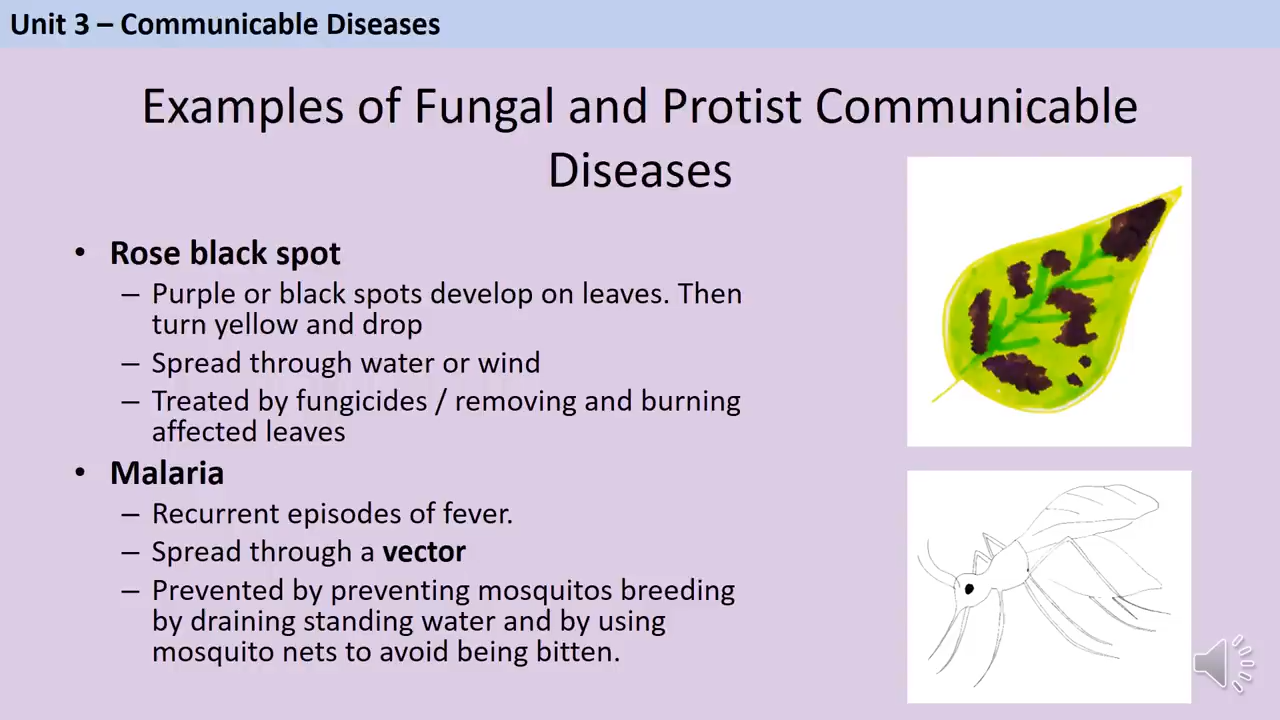 Unit 3 – Communicable Diseases
Examples of Fungal and Protist Communicable
Diseases
• Rose black spot
– Purple or black spots develop on leaves. Then
turn yellow and drop
– Spread through water or wind
– Treated by fungicides / removing and burning
affected leaves
• Malaria
– Recurrent episodes of fever.
– Spread through a vector
– Prevented by preventing mosquitos breeding
by draining standing water and by using
mosquito nets to avoid being bitten.